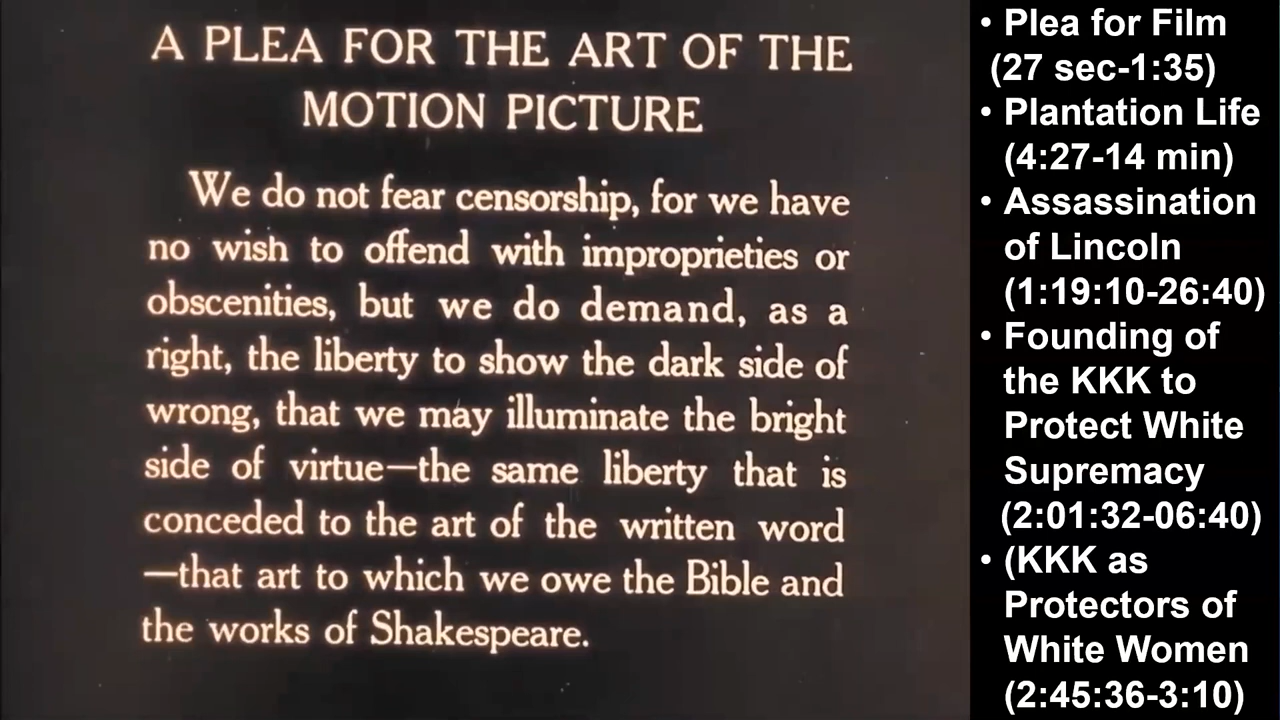 A PLEA FOR THE ART OF THE
MOTION PICTURE
We do not fear censorship, for we have
no wish to offend with improprieties or
obscenities, but we do demand, as a
right, the liberty to show the dark side of
wrong, that we may illuminate the bright
side of virtue—the same liberty that is
conceded to the art of the written word
—that art to which we owe the Bible and
the works of Shakespeare.
• Plea for Film
(27 sec-1:35)
• Plantation Life
(4:27-14 min)
• Assassination
of Lincoln
(1:19:10-26:40)
• Founding of
the KKK to
Protect White
Supremacy
(2:01:32-06:40)
• (KKK as
Protectors of
White Women
(2:45:36-3:10)